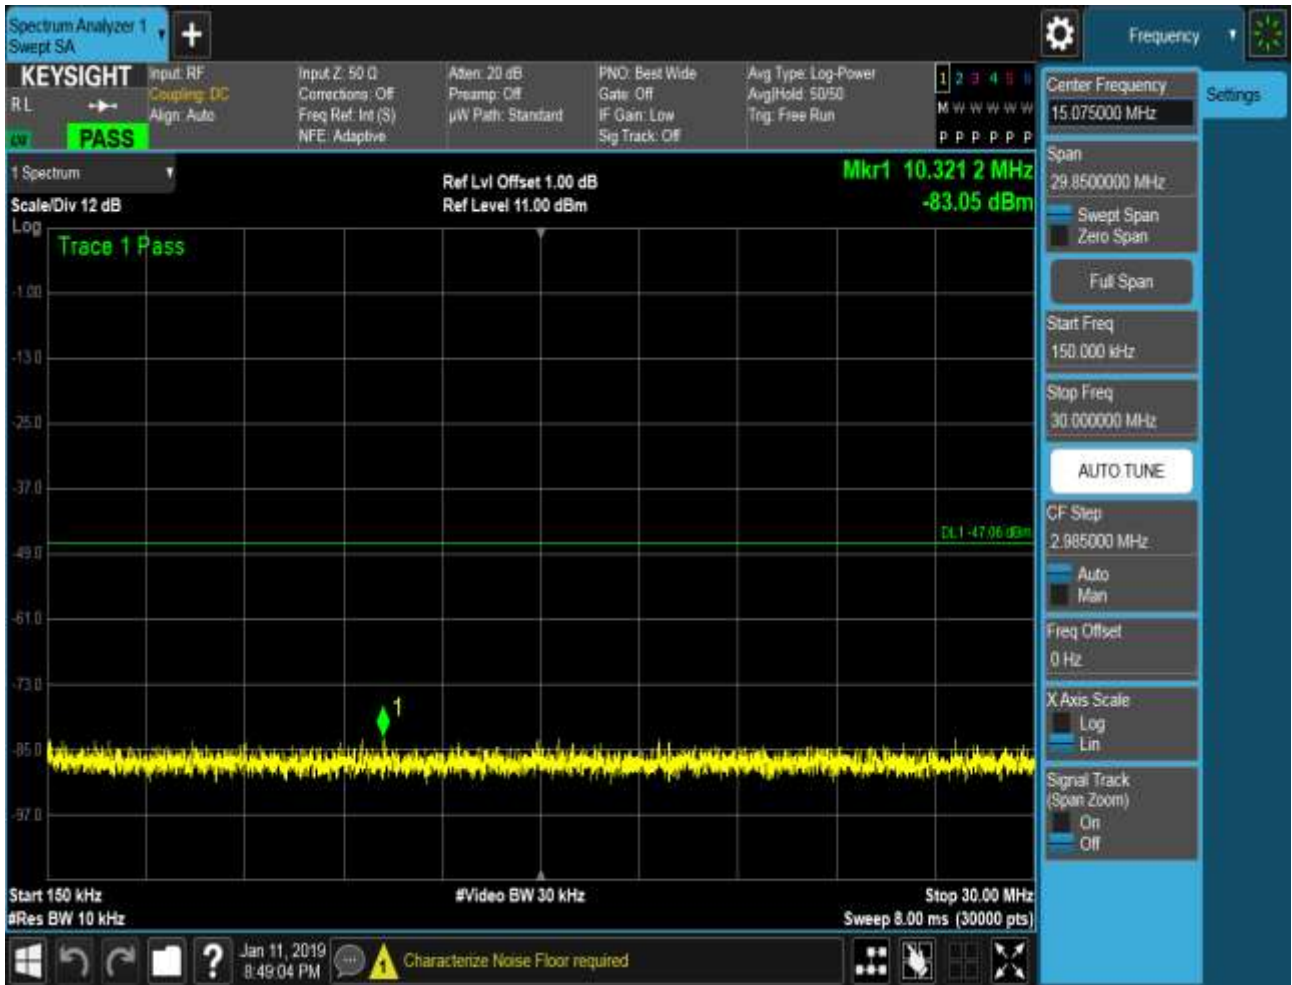 Spectrum Analyzer 1
Swept SA
+
Frequency
KEYSIGHT
Input: RF
Coupling: DC
Align: Auto
R L
PASS
Input Z: 50 Ω
Corrections: Off
Freq Ref: Int (S)
NFE: Adaptive
Atten: 20 dB
Preamp: Off
µW Path: Standard
PNO: Best Wide
Gate: Off
IF Gain: Low
Sig Track: Off
Avg Type: Log-Power
Avg|Hold: 50/50
Trig: Free Run
1 2 3 4 5 6
M W W W W W
P P P P P P
1 Spectrum
Scale/Div 12 dB
Ref Lvl Offset 1.00 dB
Ref Level 11.00 dBm
Mkr1 10.321 2 MHz
-83.05 dBm
Log
Trace 1 Pass
-1.00
-13.0
-25.0
-37.0
DL1 -47.06 dBm
-49.0
-61.0
-73.0
1
-85.0
-97.0
Start 150 kHz
#Video BW 30 kHz
Stop 30.00 MHz
#Res BW 10 kHz
Sweep 8.00 ms (30000 pts)
Center Frequency
15.075000 MHz
Settings
Span
29.8500000 MHz
Swept Span
Zero Span
Full Span
Start Freq
150.000 kHz
Stop Freq
30.000000 MHz
AUTO TUNE
CF Step
2.985000 MHz
Auto
Man
Freq Offset
0 Hz
X Axis Scale
Log
Lin
Signal Track
(Span Zoom)
On
Off
?
Jan 11, 2019
8:49:04 PM
1
Characterize Noise Floor required